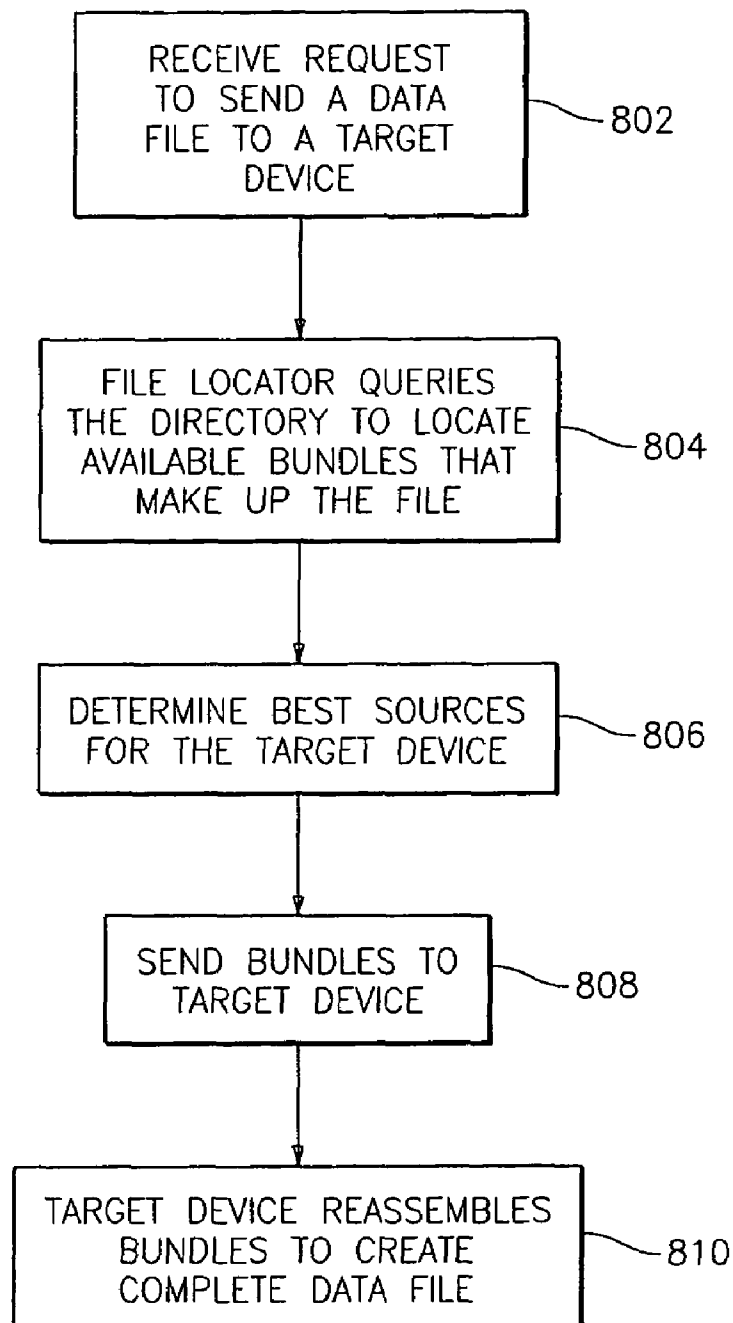 RECEIVE REQUEST
TO SEND A DATA
FILE TO A TARGET
DEVICE
802
FILE LOCATOR QUERIES
THE DIRECTORY TO LOCATE
AVAILABLE BUNDLES THAT
MAKE UP THE FILE
804
DETERMINE BEST SOURCES
FOR THE TARGET DEVICE
806
SEND BUNDLES TO
TARGET DEVICE
808
TARGET DEVICE REASSEMBLES
BUNDLES TO CREATE
COMPLETE DATA FILE
810